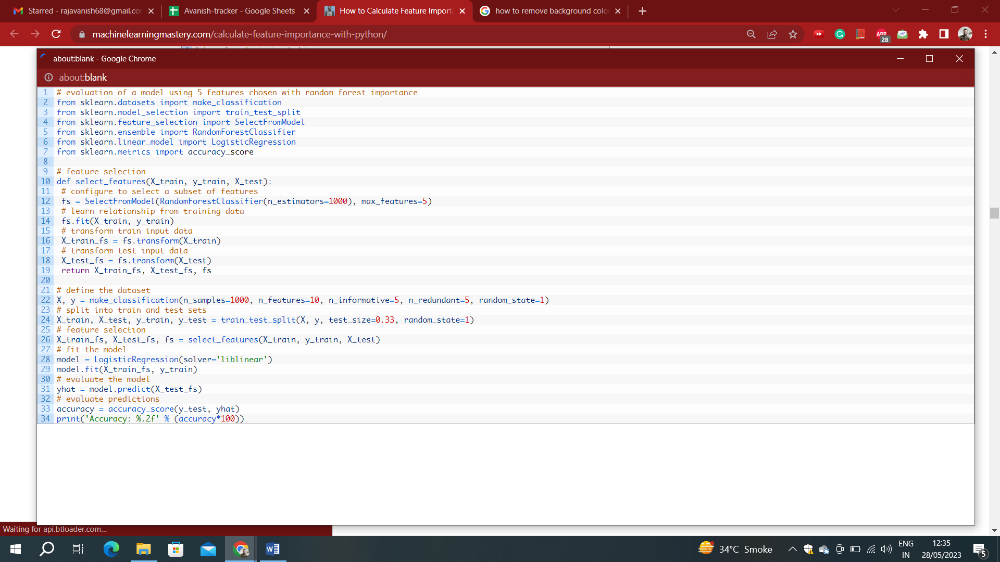 Starred - rajavanish68@gmail.co
Avanish-tracker - Google Sheets
How to Calculate Feature Import
how to remove background colo
machinelearningmastery.com/calculate-feature-importance-with-python/
28
about:blank - Google Chrome
about:blank
1 # evaluation of a model using 5 features chosen with random forest importance
2 from sklearn.datasets import make_classification
3 from sklearn.model_selection import train_test_split
4 from sklearn.feature_selection import SelectFromModel
5 from sklearn.ensemble import RandomForestClassifier
6 from sklearn.linear_model import LogisticRegression
7 from sklearn.metrics import accuracy_score
8
9 # feature selection
10 def select_features(X_train, y_train, X_test):
11 # configure to select a subset of features
12 fs = SelectFromModel(RandomForestClassifier(n_estimators=1000), max_features=5)
13 # learn relationship from training data
14 fs.fit(X_train, y_train)
15 # transform train input data
16 X_train_fs = fs.transform(X_train)
17 # transform test input data
18 X_test_fs = fs.transform(X_test)
19 return X_train_fs, X_test_fs, fs
20
21 # define the dataset
22 X, y = make_classification(n_samples=1000, n_features=10, n_informative=5, n_redundant=5, random_state=1)
23 # split into train and test sets
24 X_train, X_test, y_train, y_test = train_test_split(X, y, test_size=0.33, random_state=1)
25 # feature selection
26 X_train_fs, X_test_fs, fs = select_features(X_train, y_train, X_test)
27 # fit the model
28 model = LogisticRegression(solver='liblinear')
29 model.fit(X_train_fs, y_train)
30 # evaluate the model
31 yhat = model.predict(X_test_fs)
32 # evaluate predictions
33 accuracy = accuracy_score(y_test, yhat)
34 print('Accuracy: %.2f' % (accuracy*100))
Waiting for api.btloader.com...
34°C Smoke
ENG
IN
12:35
28/05/2023
5